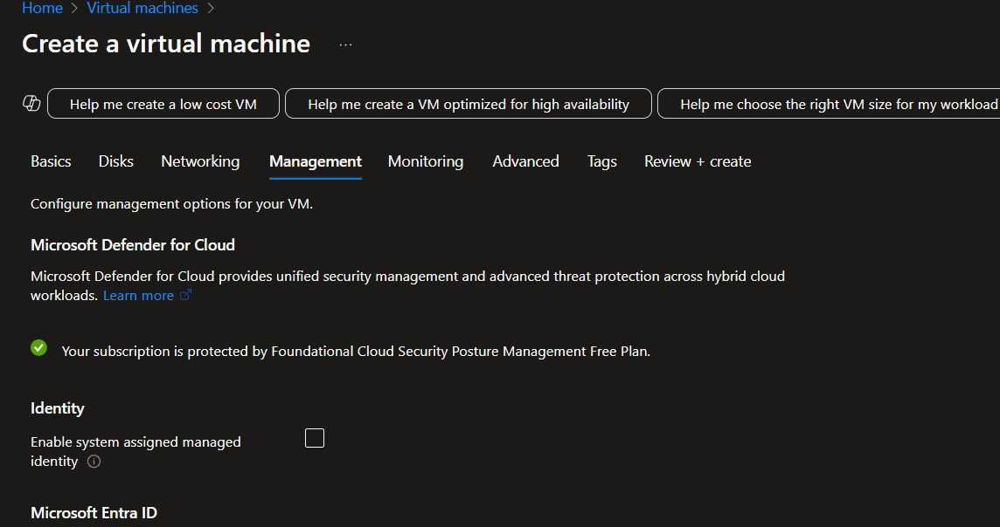 Home > Virtual machines >
Create a virtual machine ...
Help me create a low cost VM Help me create a VM optimized for high availability Help me choose the right VM size for my workload
Basics Disks Networking Management Monitoring Advanced Tags Review + create
Configure management options for your VM.
Microsoft Defender for Cloud
Microsoft Defender for Cloud provides unified security management and advanced threat protection across hybrid cloud
workloads. Learn more
Your subscription is protected by Foundational Cloud Security Posture Management Free Plan.
Identity
Enable system assigned managed
identity
Microsoft Entra ID